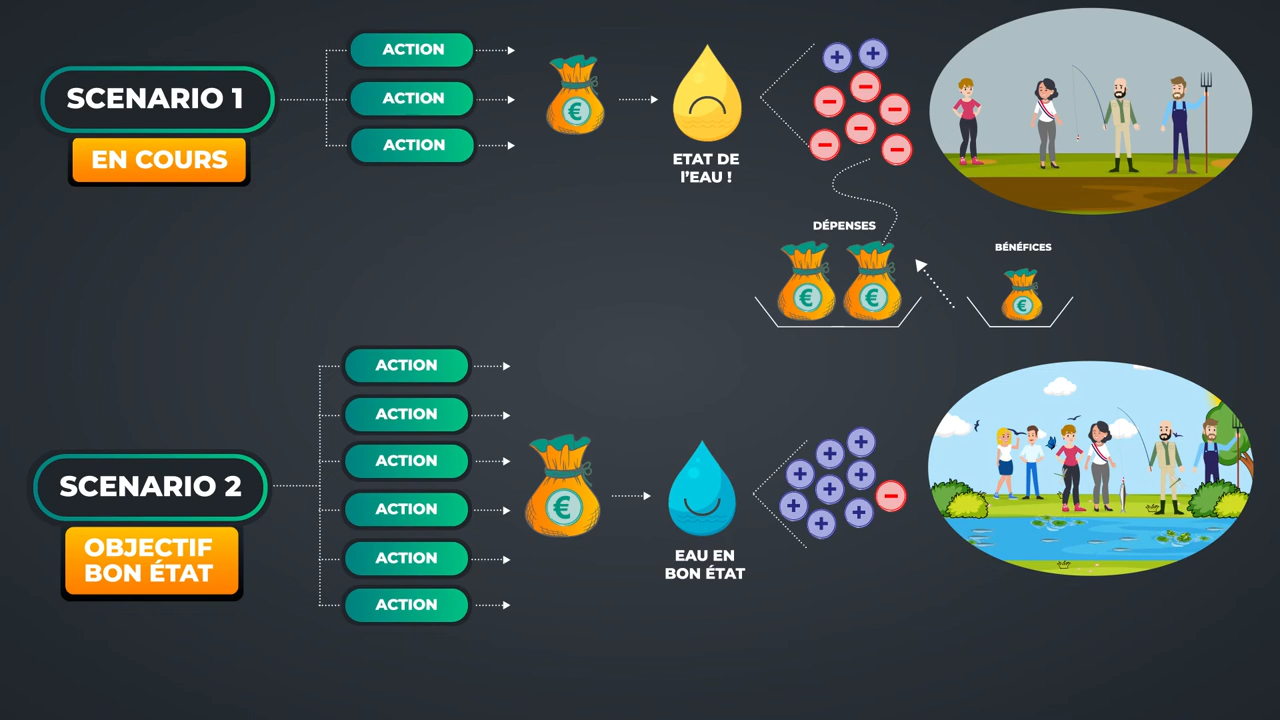 SCENARIO 1
EN COURS
ACTION
ACTION
ACTION
€
ETAT DE
l'EAU !
DÉPENSES
€
€
BÉNÉFICES
€
SCENARIO 2
OBJECTIF
BON ÉTAT
ACTION
ACTION
ACTION
ACTION
ACTION
ACTION
€
EAU EN
BON ÉTAT